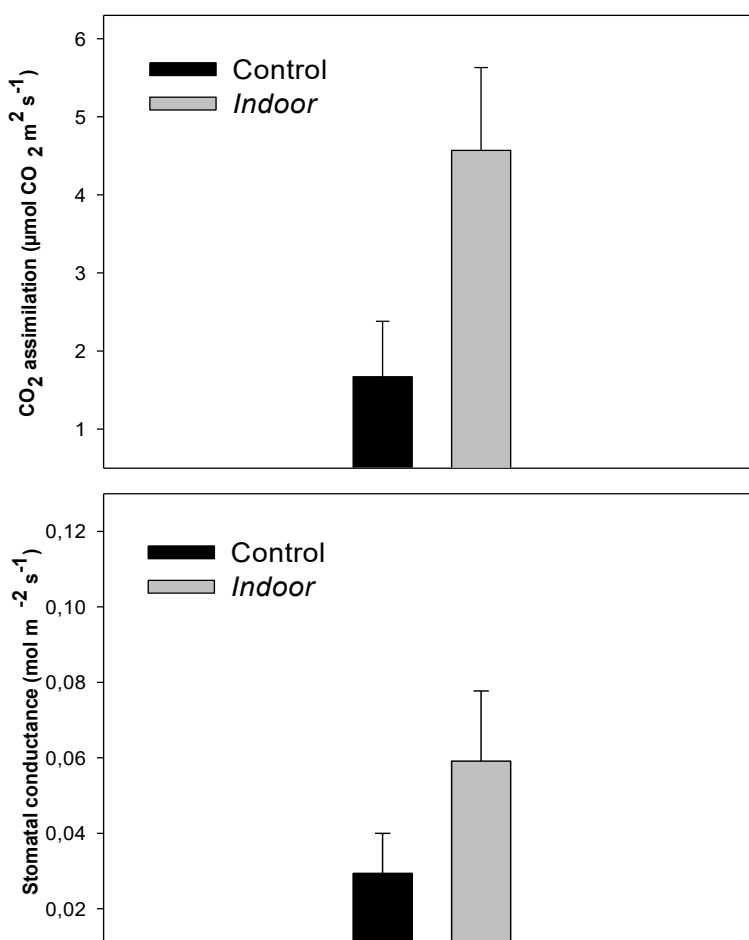 CO2 assimilation (µmol CO 2 m2 s-1)
6
5
4
3
2
1
Control
Indoor
Stomatal conductance (mol m -2 s-1)
0,12
0,10
0,08
0,06
0,04
0,02
Control
Indoor